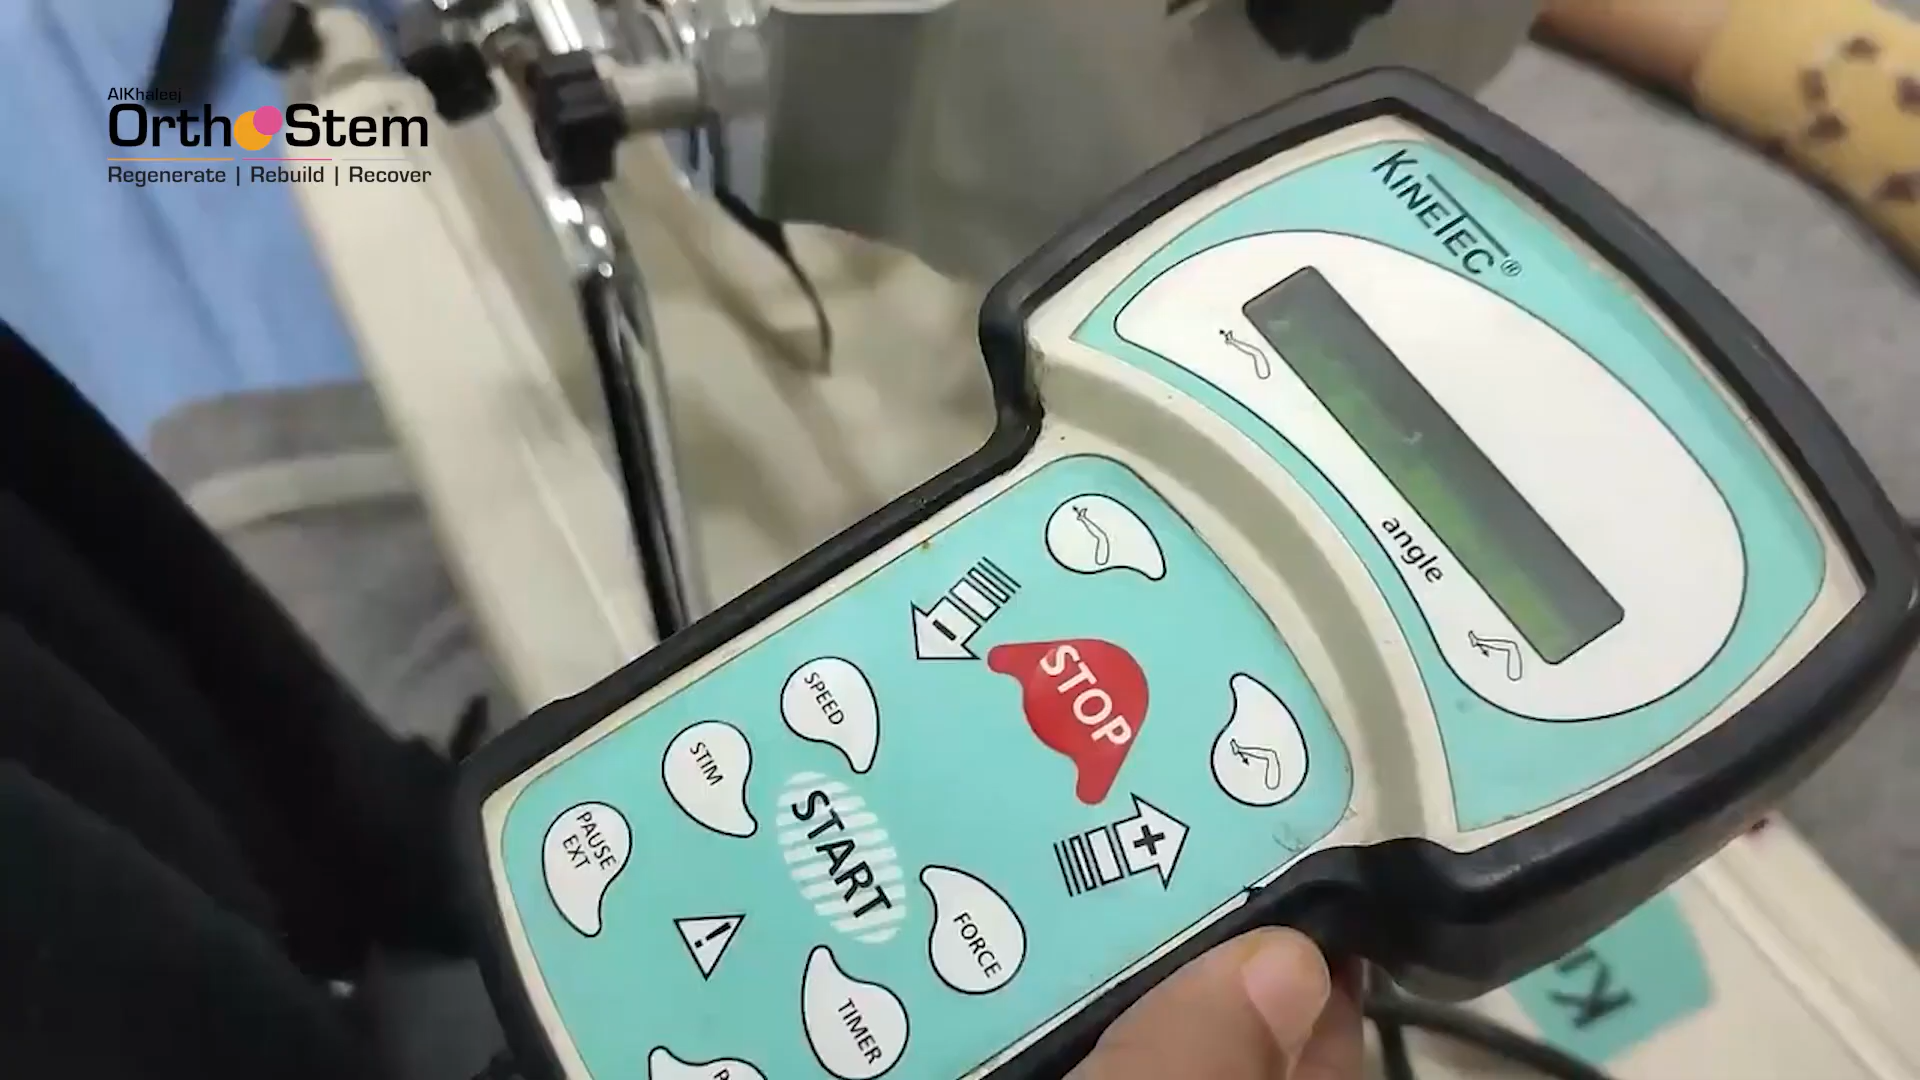 AlKhaleej
OrthoStem
Regenerate | Rebuild | Recover
KINETEC®
angle
-
STOP
SPEED
STIM
START
PAUSE
EXT
+
!
FORCE
TIMER